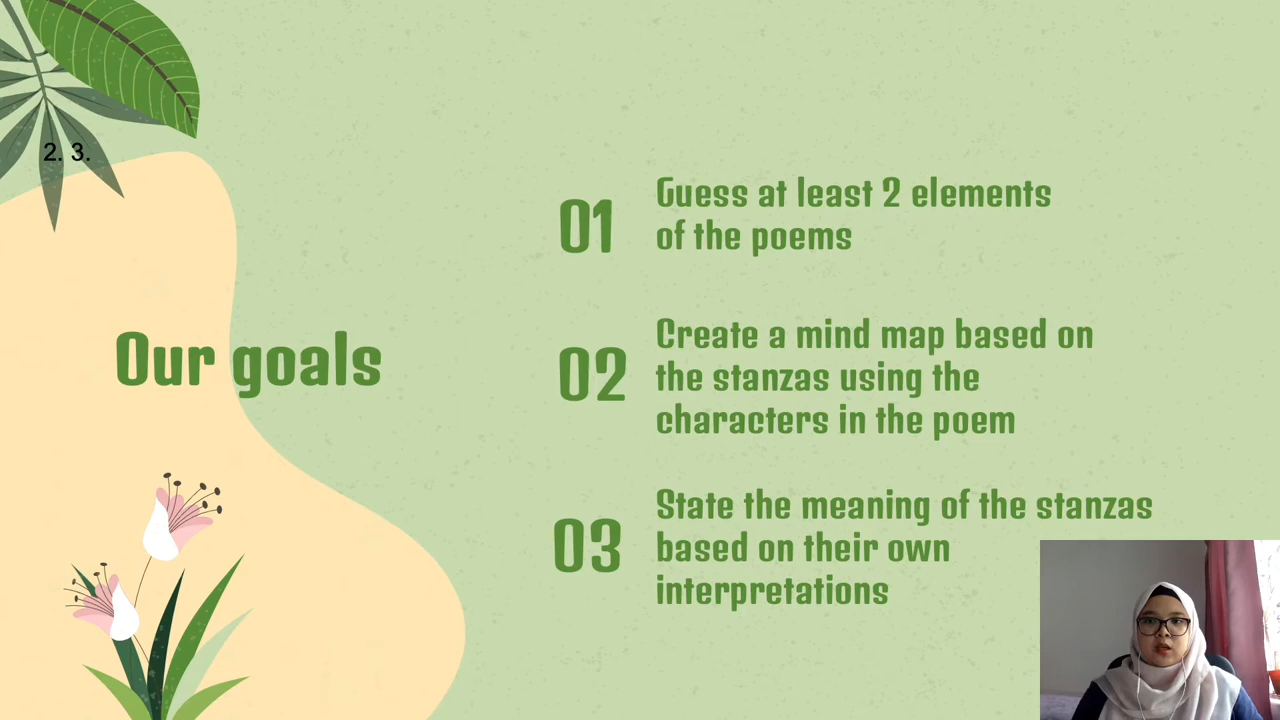 2. 3.
Our goals
01
Guess at least 2 elements
of the poems
02
Create a mind map based on
the stanzas using the
characters in the poem
03
State the meaning of the stanzas
based on their own
interpretations